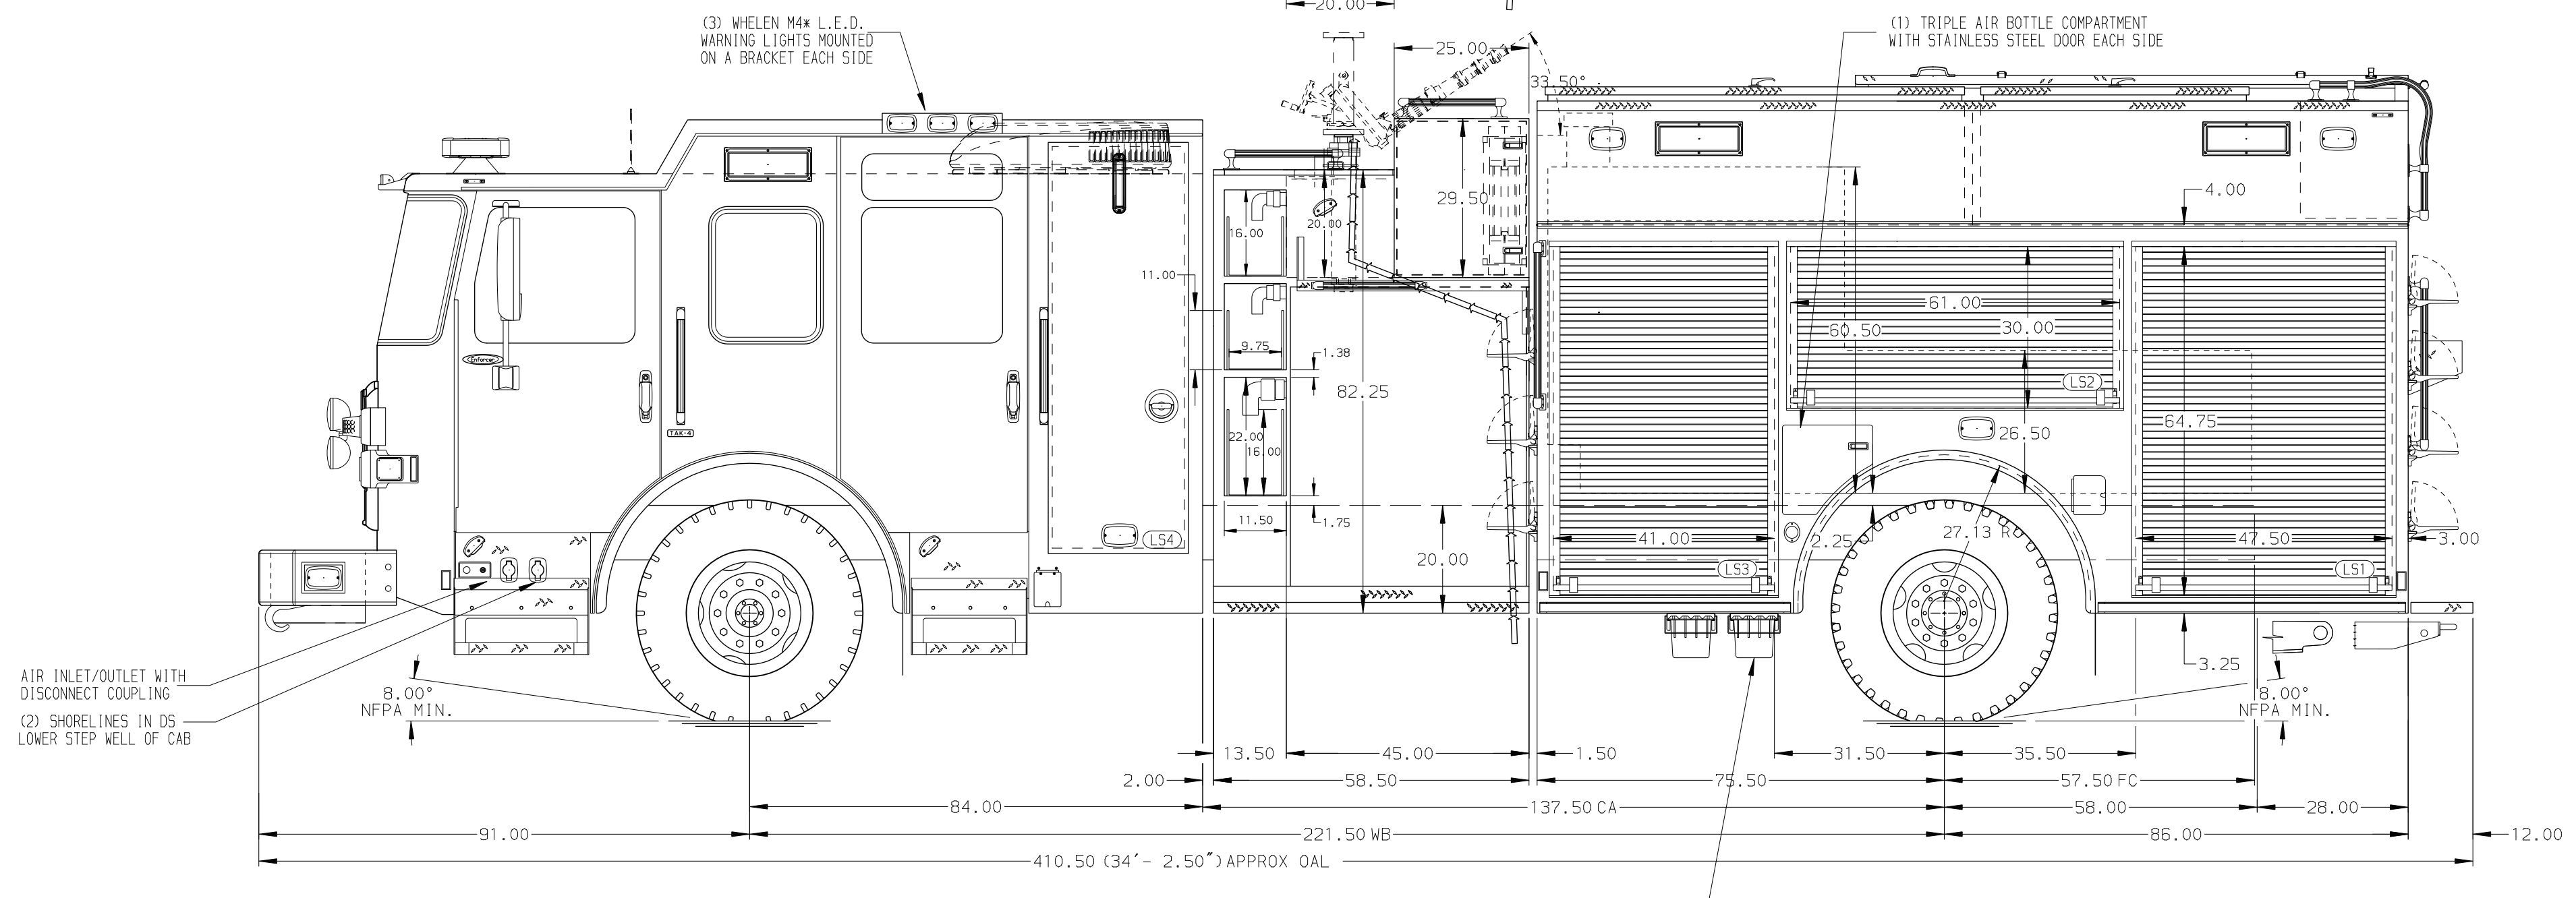 20.00
(3) WHELEN M4* L.E.D.
WARNING LIGHTS MOUNTED
ON A BRACKET EACH SIDE
(1) TRIPLE AIR BOTTLE COMPARTMENT
WITH STAINLESS STEEL DOOR EACH SIDE
25.00
33.50°
29.50
4.00
16.00
20.00
11.00
61.00
30.00
60.50
9.75
1.38
Enforcer
82.25
LS2
64.75
26.50
TAK-4
22.00
16.00
11.50
1.75
LS4
20.00
41.00
2.25
27.13 R
47.50
3.00
LS3
LS1
AIR INLET/OUTLET WITH
DISCONNECT COUPLING
(2) SHORELINES IN DS
LOWER STEP WELL OF CAB
8.00°
NFPA MIN.
3.25
8.00°
NFPA MIN.
13.50
45.00
1.50
31.50
35.50
2.00
58.50
75.50
57.50 FC
84.00
137.50 CA
58.00
28.00
91.00
221.50 WB
86.00
12.00
410.50 (34'- 2.50") APPROX OAL